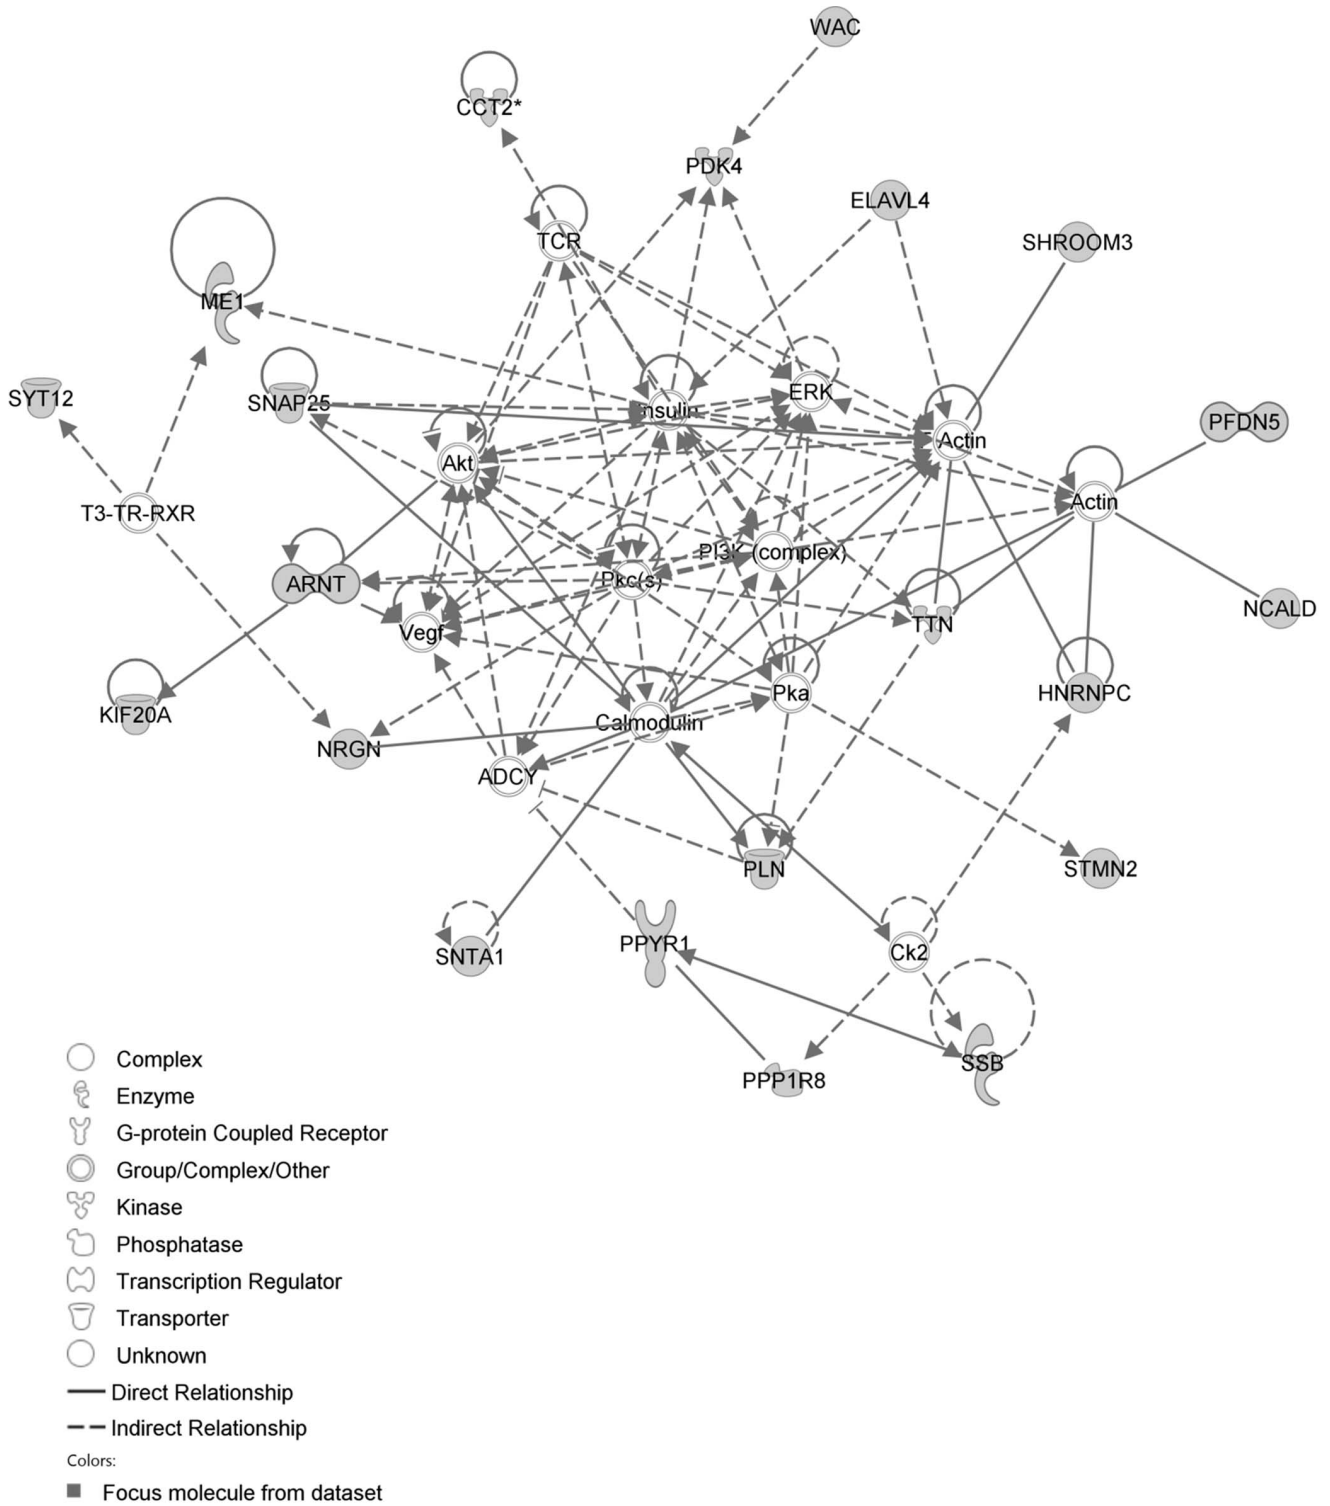 WAC
CCT2*
PDK4
ELAVL4
SHROOM3
TCR
ME1
SYT12
SNAP25
Insulin
ERK
Actin
PFDN5
Akt
Actin
T3-TR-RXR
PI3K (complex)
ARNT
Pkc(s)
NCALD
Vegf
TTN
KIF20A
Pka
HNRNPC
NRGN
Calmodulin
ADCY
PLN
STMN2
SNTA1
PPYR1
Ck2
SSB
PPP1R8
Complex
Enzyme
G-protein Coupled Receptor
Group/Complex/Other
Kinase
Phosphatase
Transcription Regulator
Transporter
Unknown
Direct Relationship
Indirect Relationship
Colors:
Focus molecule from dataset